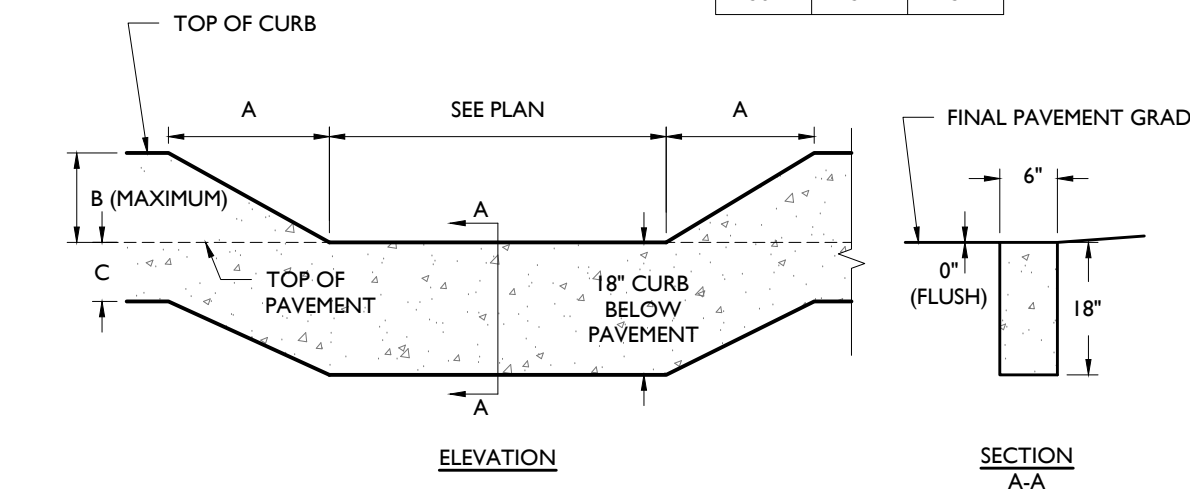 TOP OF CURB
A
SEE PLAN
A
FINAL PAVEMENT GRAD
B (MAXIMUM)
6"
A
C
TOP OF
PAVEMENT
18" CURB
BELOW
PAVEMENT
0"
(FLUSH)
18"
A
ELEVATION
SECTION
A-A